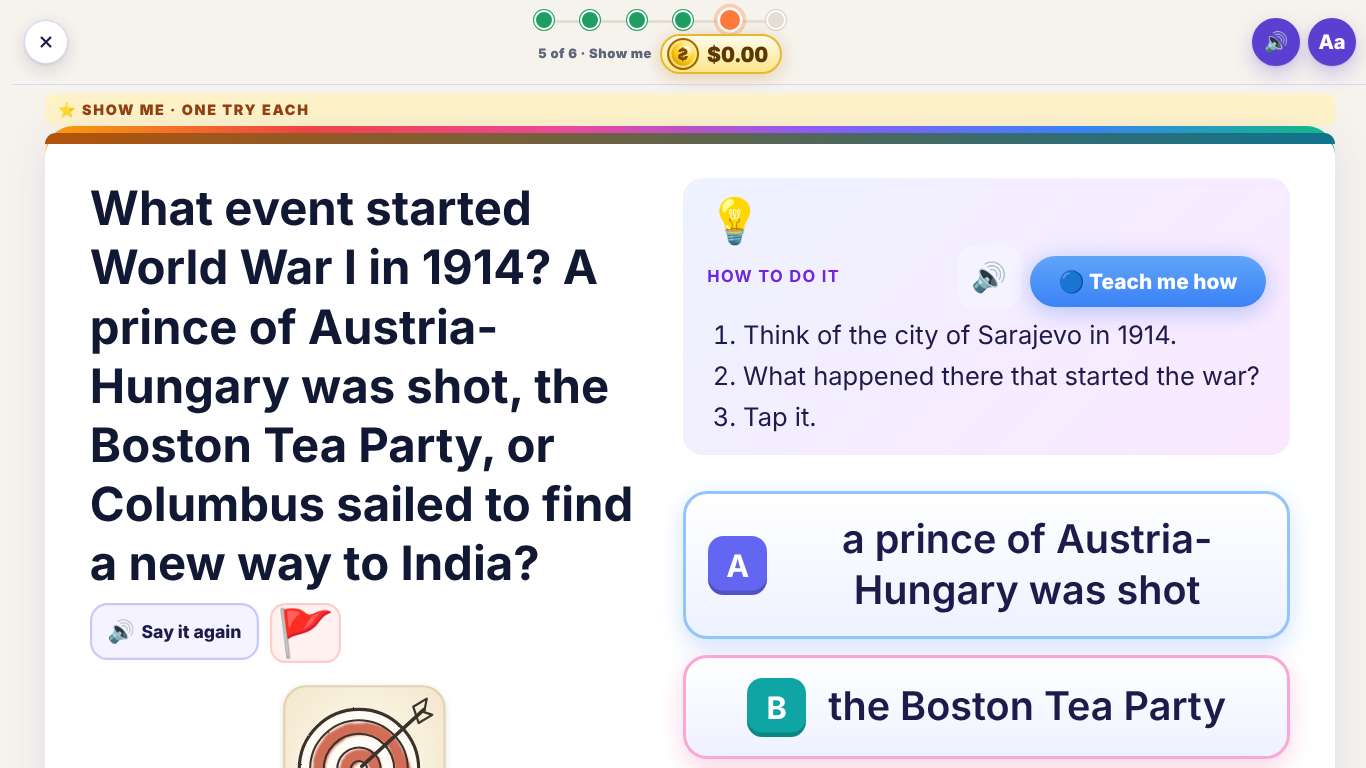 5 of 6 · Show me
$0.00
Aa
SHOW ME · ONE TRY EACH
What event started
World War I in 1914? A
prince of Austria-
Hungary was shot, the
Boston Tea Party, or
Columbus sailed to find
a new way to India?
Say it again
HOW TO DO IT
Teach me how
1. Think of the city of Sarajevo in 1914.
2. What happened there that started the war?
3. Tap it.
A
a prince of Austria-
Hungary was shot
B
the Boston Tea Party